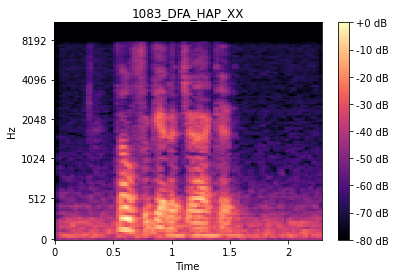 1083_DFA_HAP_XX
+0 dB
8192
-10 dB
4096
-20 dB
-30 dB
2048
-40 dB
Hz
1024
-50 dB
512
-60 dB
-70 dB
0
-80 dB
0 0.5 1 1.5 2
Time